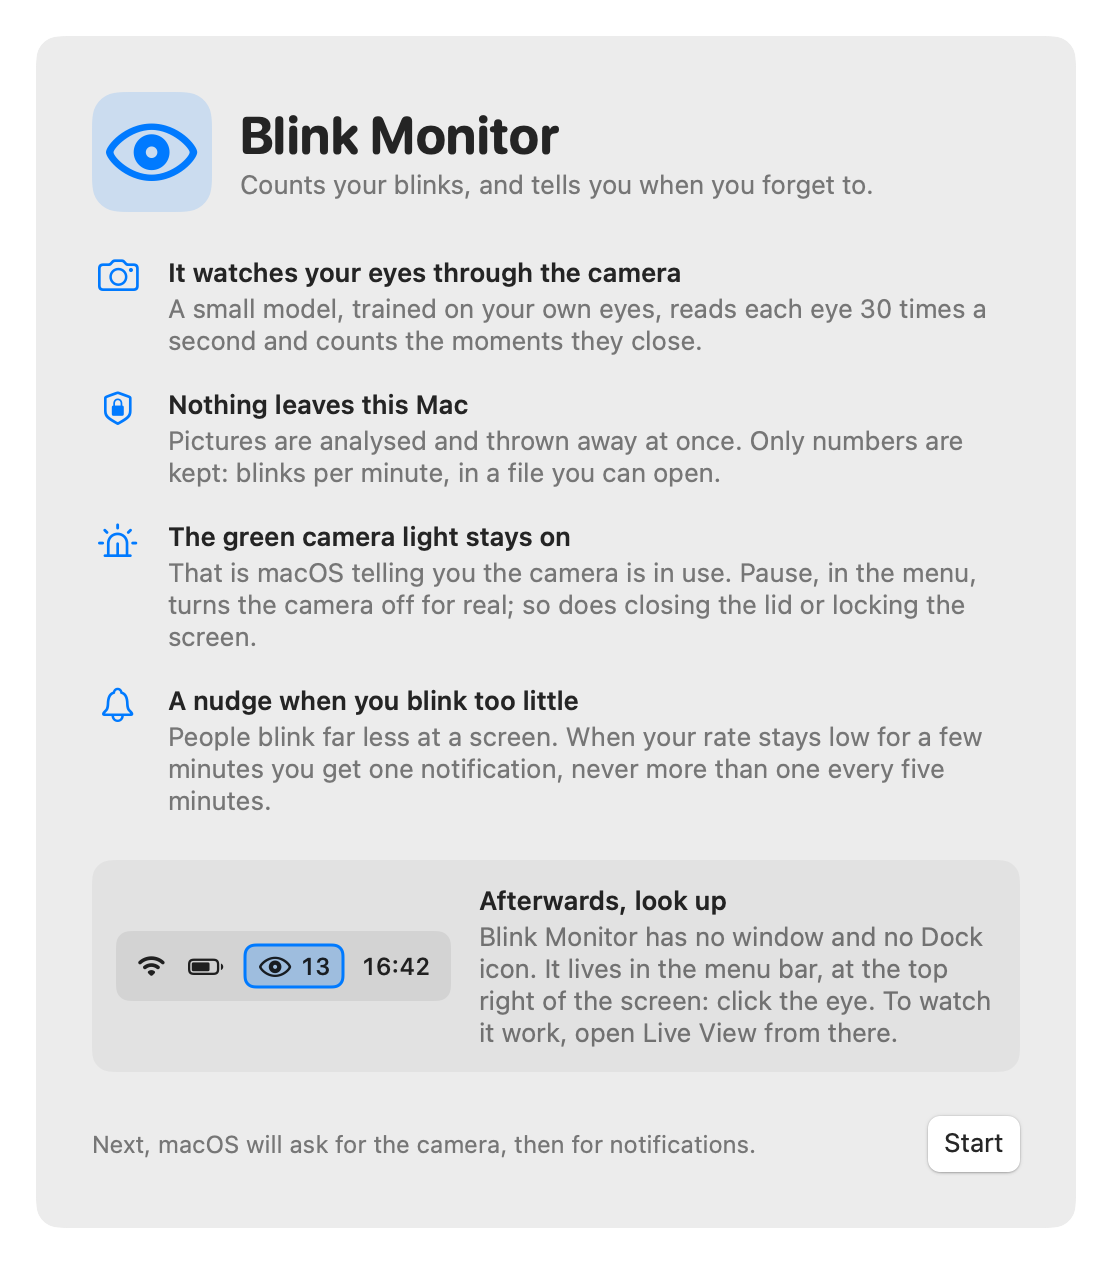 Blink Monitor
Counts your blinks, and tells you when you forget to.
It watches your eyes through the camera
A small model, trained on your own eyes, reads each eye 30 times a
second and counts the moments they close.
Nothing leaves this Mac
Pictures are analysed and thrown away at once. Only numbers are
kept: blinks per minute, in a file you can open.
The green camera light stays on
That is macOS telling you the camera is in use. Pause, in the menu,
turns the camera off for real; so does closing the lid or locking the
screen.
A nudge when you blink too little
People blink far less at a screen. When your rate stays low for a few
minutes you get one notification, never more than one every five
minutes.
13 16:42
Afterwards, look up
Blink Monitor has no window and no Dock
icon. It lives in the menu bar, at the top
right of the screen: click the eye. To watch
it work, open Live View from there.
Next, macOS will ask for the camera, then for notifications.
Start